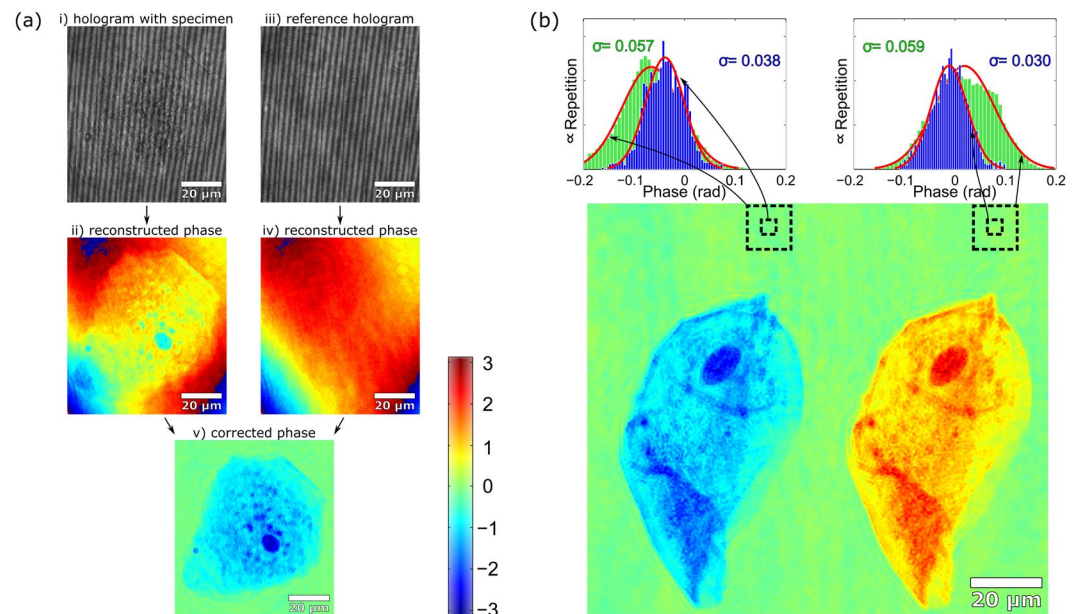 (a)
i) hologram with specimen
iii) reference hologram
20 µm
20 µm
ii) reconstructed phase
iv) reconstructed phase
20 µm
20 µm
v) corrected phase
20 µm
3
2
1
0
−1
−2
−3
(b)
σ= 0.057
σ= 0.038
∝ Repetition
−0.2 −0.1 0 0.1 0.2
Phase (rad)
σ= 0.059
σ= 0.030
∝ Repetition
−0.2 −0.1 0 0.1 0.2
Phase (rad)
20 µm